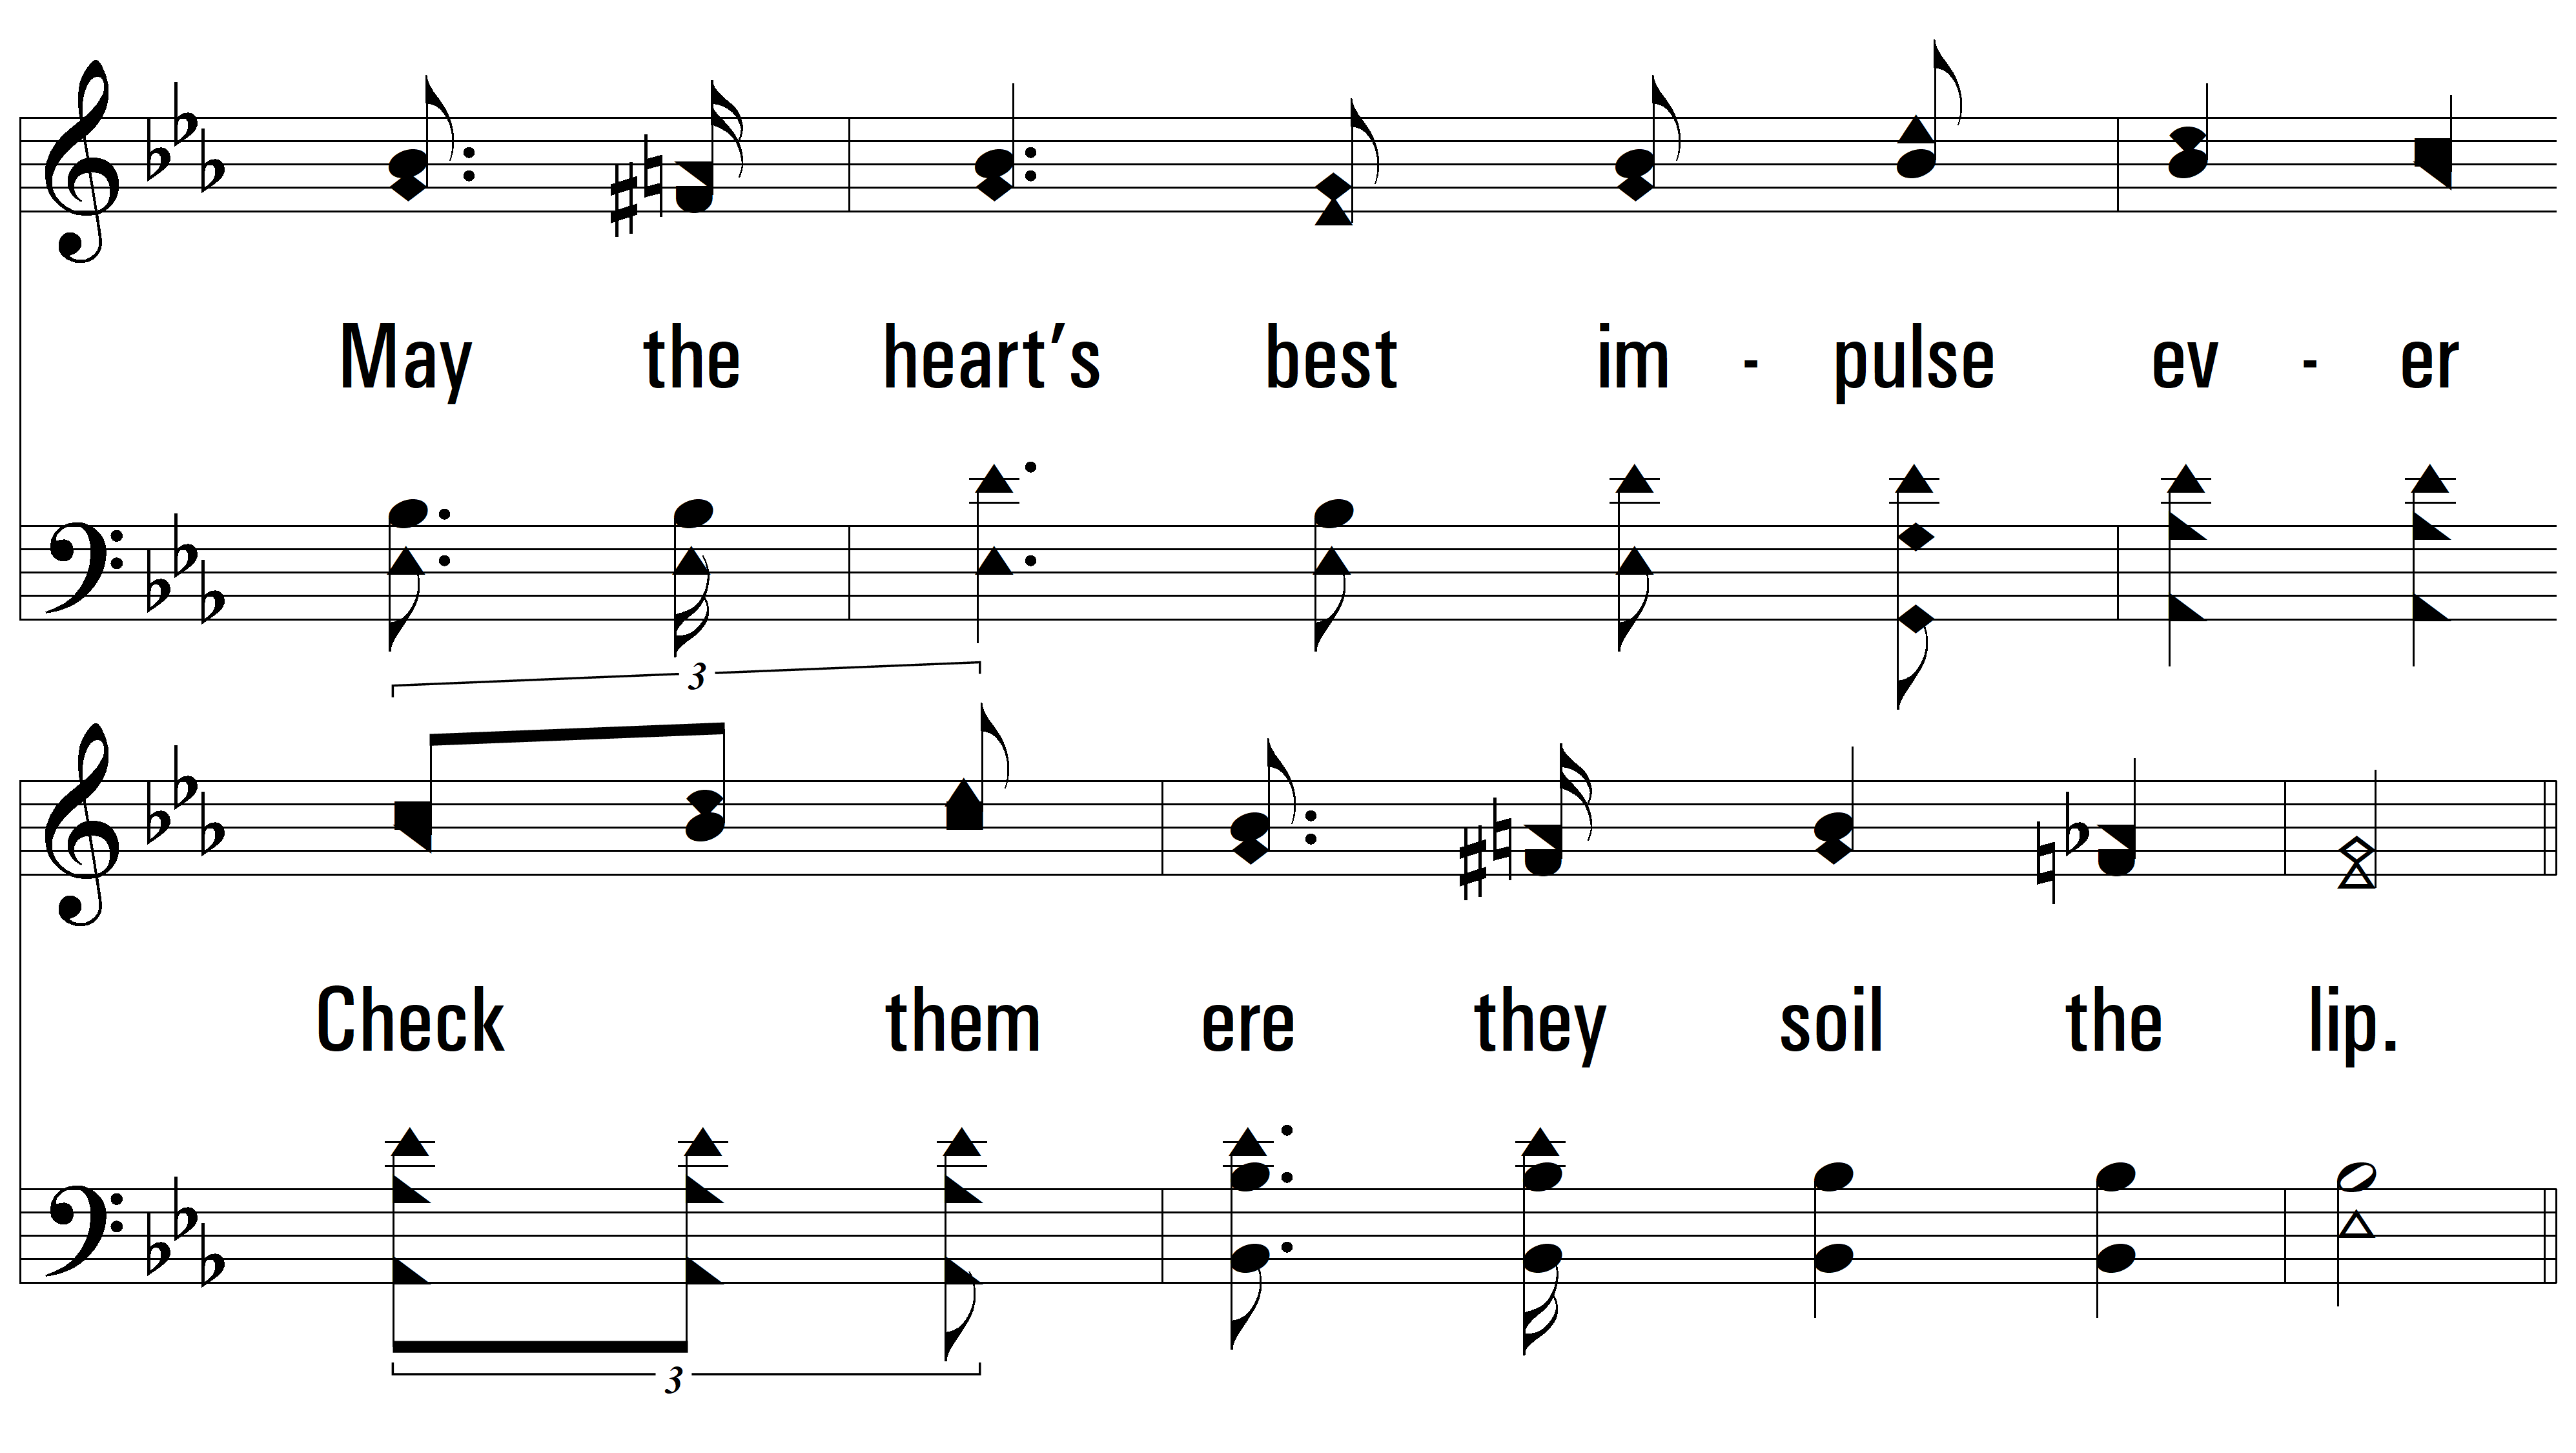 May the heart’s best im - pulse ev - er
3
Check them ere they soil the lip.
3